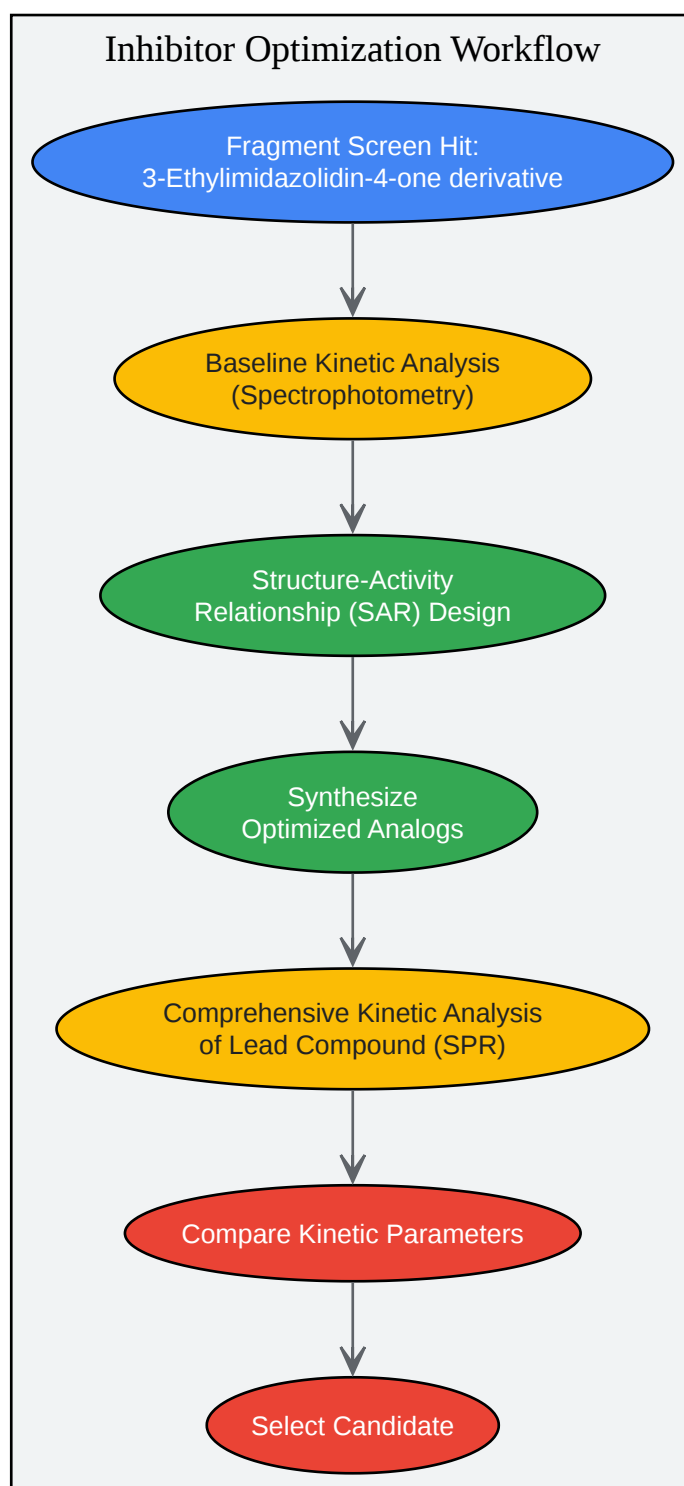 Inhibitor Optimization Workflow
Fragment Screen Hit:
3-Ethylimidazolidin-4-one derivative
Baseline Kinetic Analysis
(Spectrophotometry)
Structure-Activity
Relationship (SAR) Design
Synthesize
Optimized Analogs
Comprehensive Kinetic Analysis
of Lead Compound (SPR)
Compare Kinetic Parameters
Select Candidate